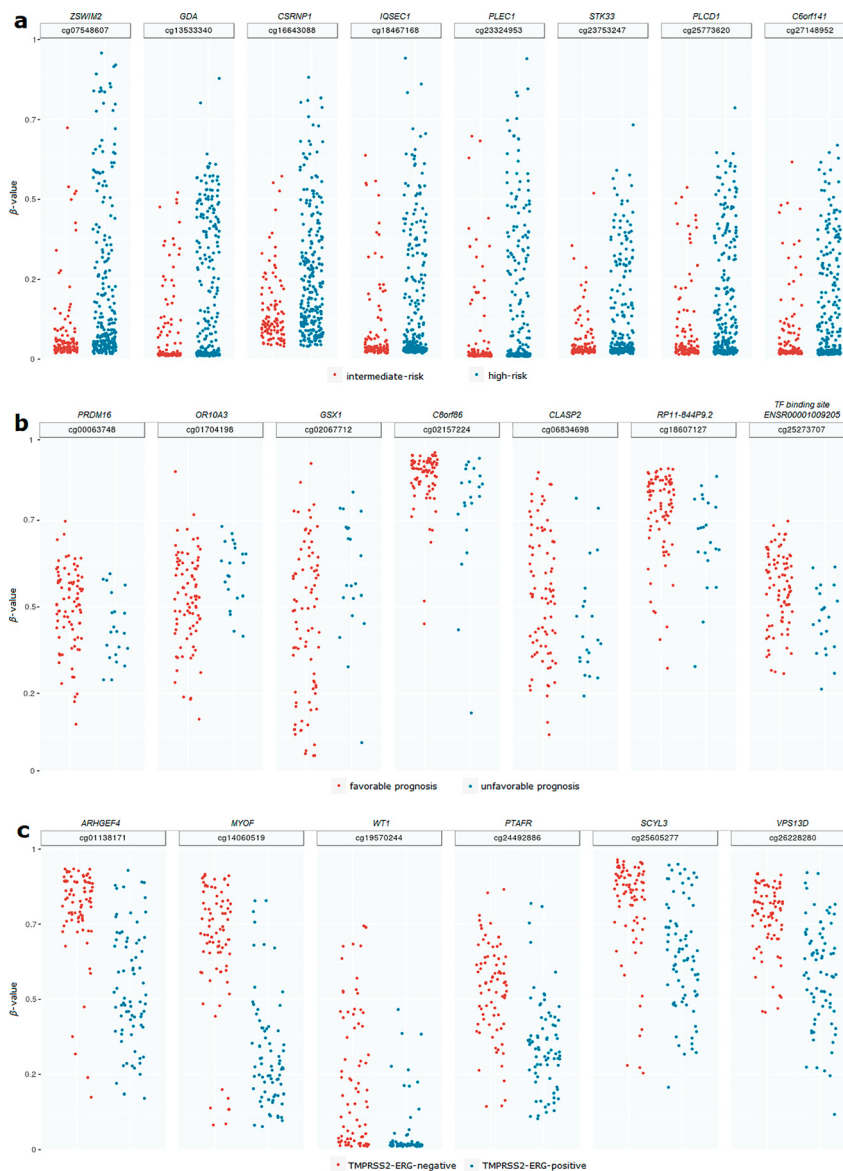 a
ZSWIM2 GDA CSRNP1 IQSEC1 PLEC1 STK33 PLCD1 C6orf141
cg07548607 cg13533340 cg16643088 cg18467168 cg23324953 cg23753247 cg25773620 cg27148952
1
0.7
0.5
0.2
0
β-value
intermediate-risk high-risk
b
PRDM16 OR10A3 GSX1 C8orf86 CLASP2 RP11-844P9.2 TF binding site
ENSR00001009205
cg00063748 cg01704198 cg02067712 cg02157224 cg06834698 cg18607127 cg25273707
1
0.7
0.5
0.2
0
β-value
favorable prognosis unfavorable prognosis
c
ARHGEF4 MYOF WT1 PTAFR SCYL3 VPS13D
cg01138171 cg14060519 cg19570244 cg24492886 cg25605277 cg26228280
1
0.7
0.5
0.2
0
β-value
TMPRSS2-ERG-negative TMPRSS2-ERG-positive